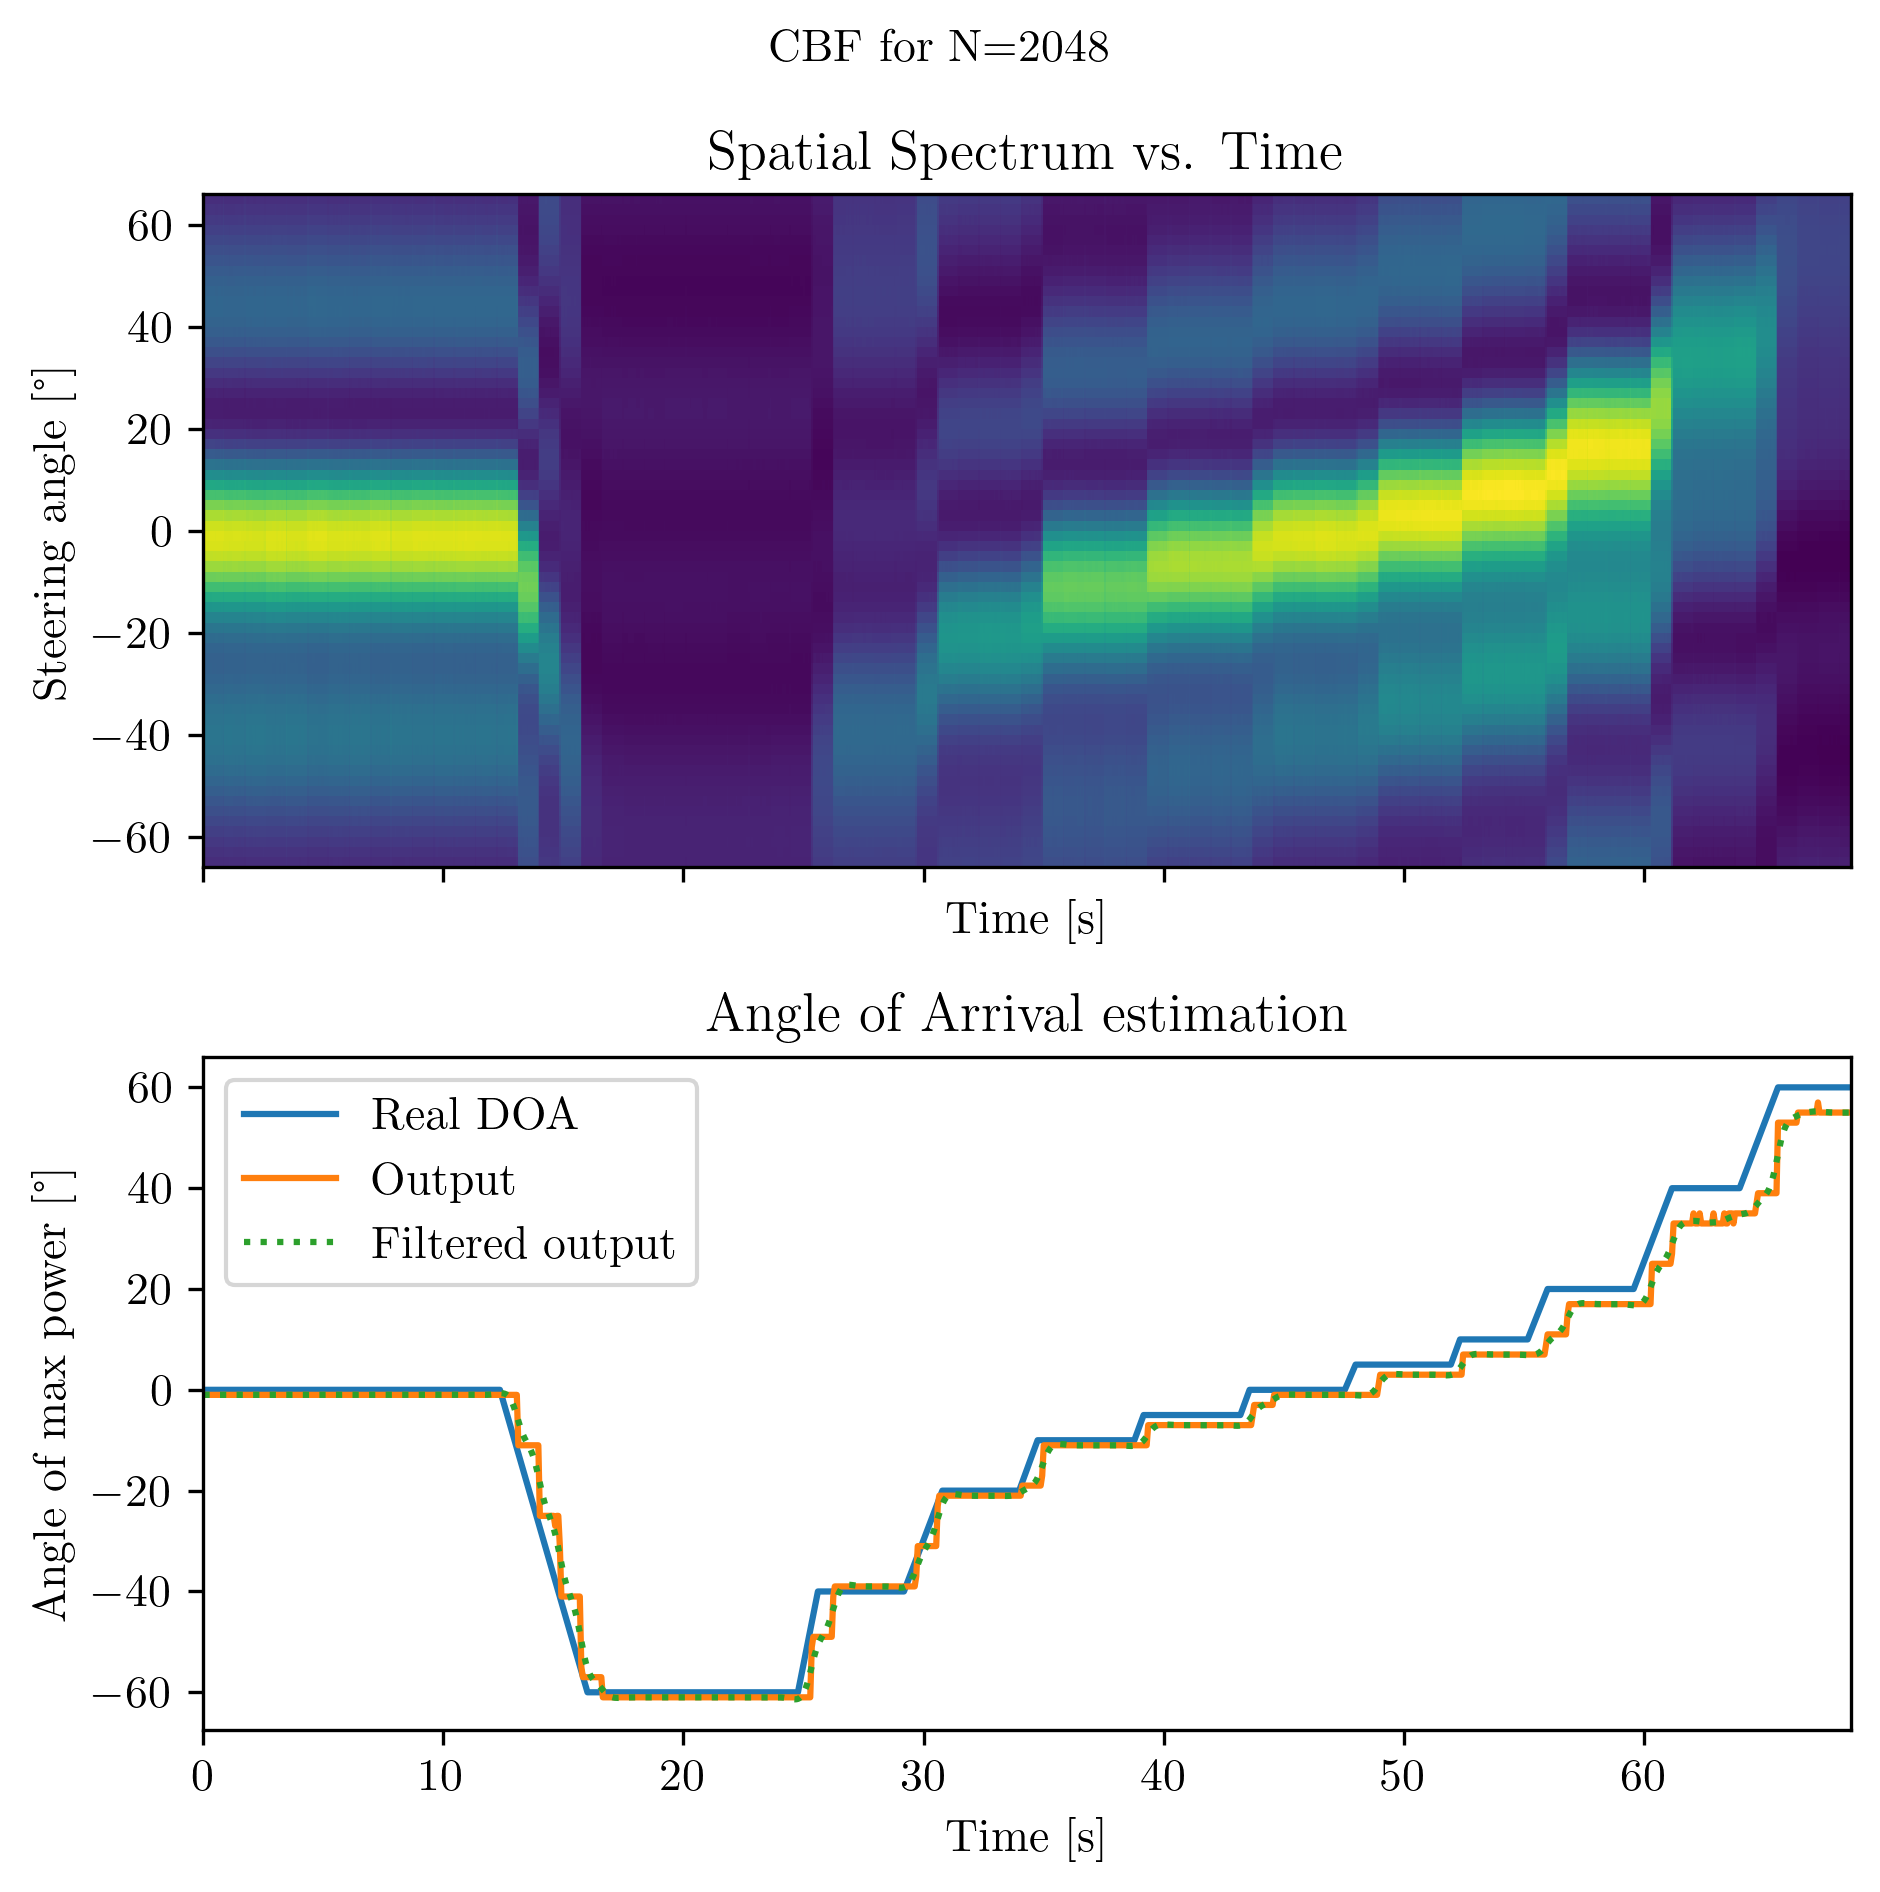 CBF for N=2048
Spatial Spectrum vs. Time
60
40
20
0
−20
−40
−60
Steering angle [°]
Time [s]
Angle of Arrival estimation
60
40
20
0
−20
−40
−60
Angle of max power [°]
Real DOA
Output
Filtered output
0 10 20 30 40 50 60
Time [s]